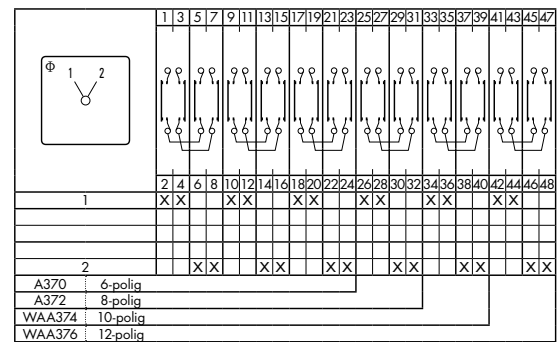 1 3 5 7 9 11 13 15 17 19 21 23 25 27 29 31 33 35 37 39 41 43 45 47
Φ 1 2
2 4 6 8 10 12 14 16 18 20 22 24 26 28 30 32 34 36 38 40 42 44 46 48
1 X X X X X X X X X X X X
2 X X X X X X X X X X X X
A370 6-polig
A372 8-polig
WAA374 10-polig
WAA376 12-polig